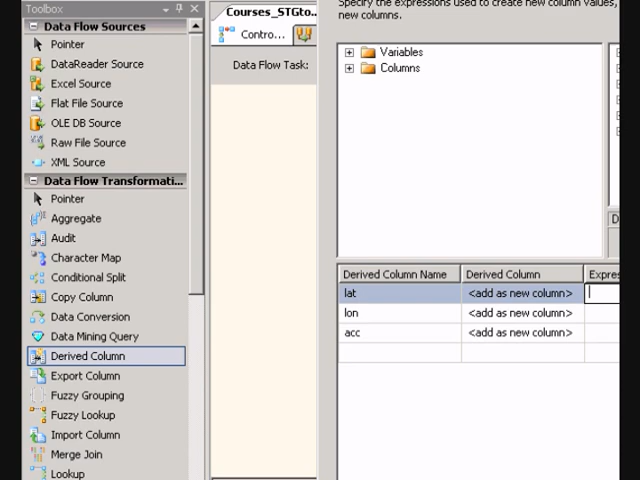 Toolbox
Data Flow Sources
Pointer
DataReader Source
Excel Source
Flat File Source
OLE DB Source
Raw File Source
XML Source
Data Flow Transformati...
Pointer
Aggregate
Audit
Character Map
Conditional Split
Copy Column
Data Conversion
Data Mining Query
Derived Column
Export Column
Fuzzy Grouping
Fuzzy Lookup
Import Column
Merge Join
Lookup
Courses_STGto..
Contro...
Data Flow Task:
Specify the expressions used to create new column values,
new columns.
Variables
Columns
D
Derived Column Name Derived Column Expres
lat <add as new column>
lon <add as new column>
acc <add as new column>